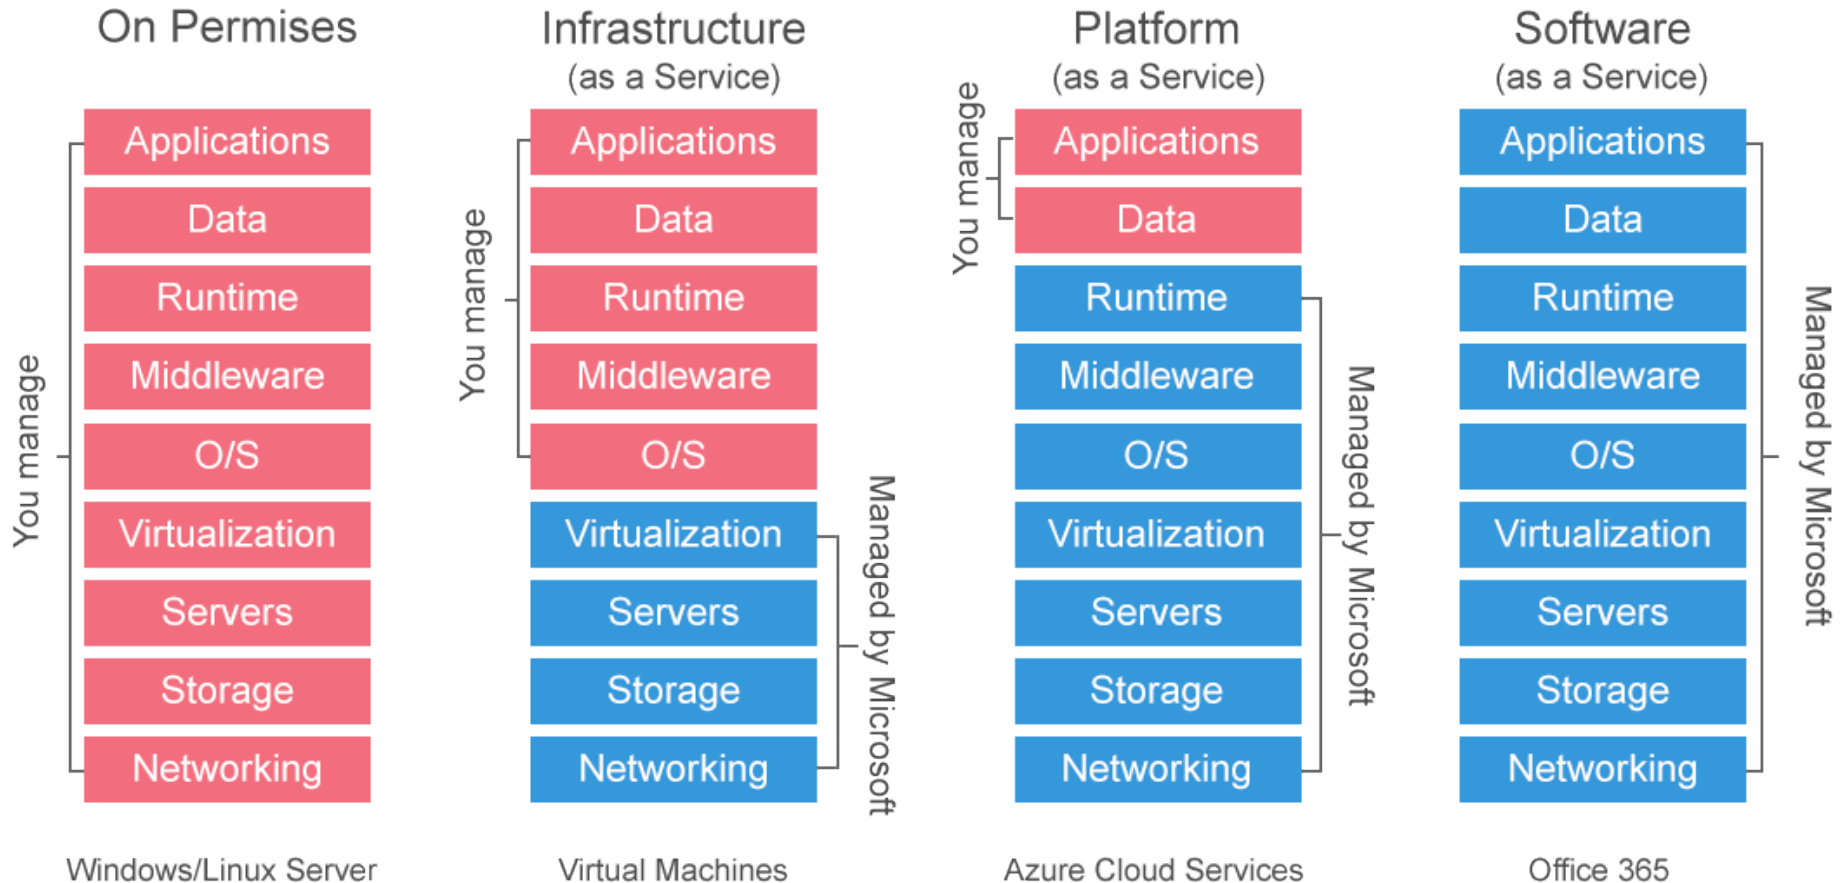 On Permises
You manage
Applications
Data
Runtime
Middleware
O/S
Virtualization
Servers
Storage
Networking
Windows/Linux Server
Infrastructure
(as a Service)
You manage
Applications
Data
Runtime
Middleware
O/S
Virtualization
Servers
Storage
Networking
Managed by Microsoft
Virtual Machines
Platform
(as a Service)
You manage
Applications
Data
Runtime
Middleware
O/S
Virtualization
Servers
Storage
Networking
Managed by Microsoft
Azure Cloud Services
Software
(as a Service)
Applications
Data
Runtime
Middleware
O/S
Virtualization
Servers
Storage
Networking
Managed by Microsoft
Office 365